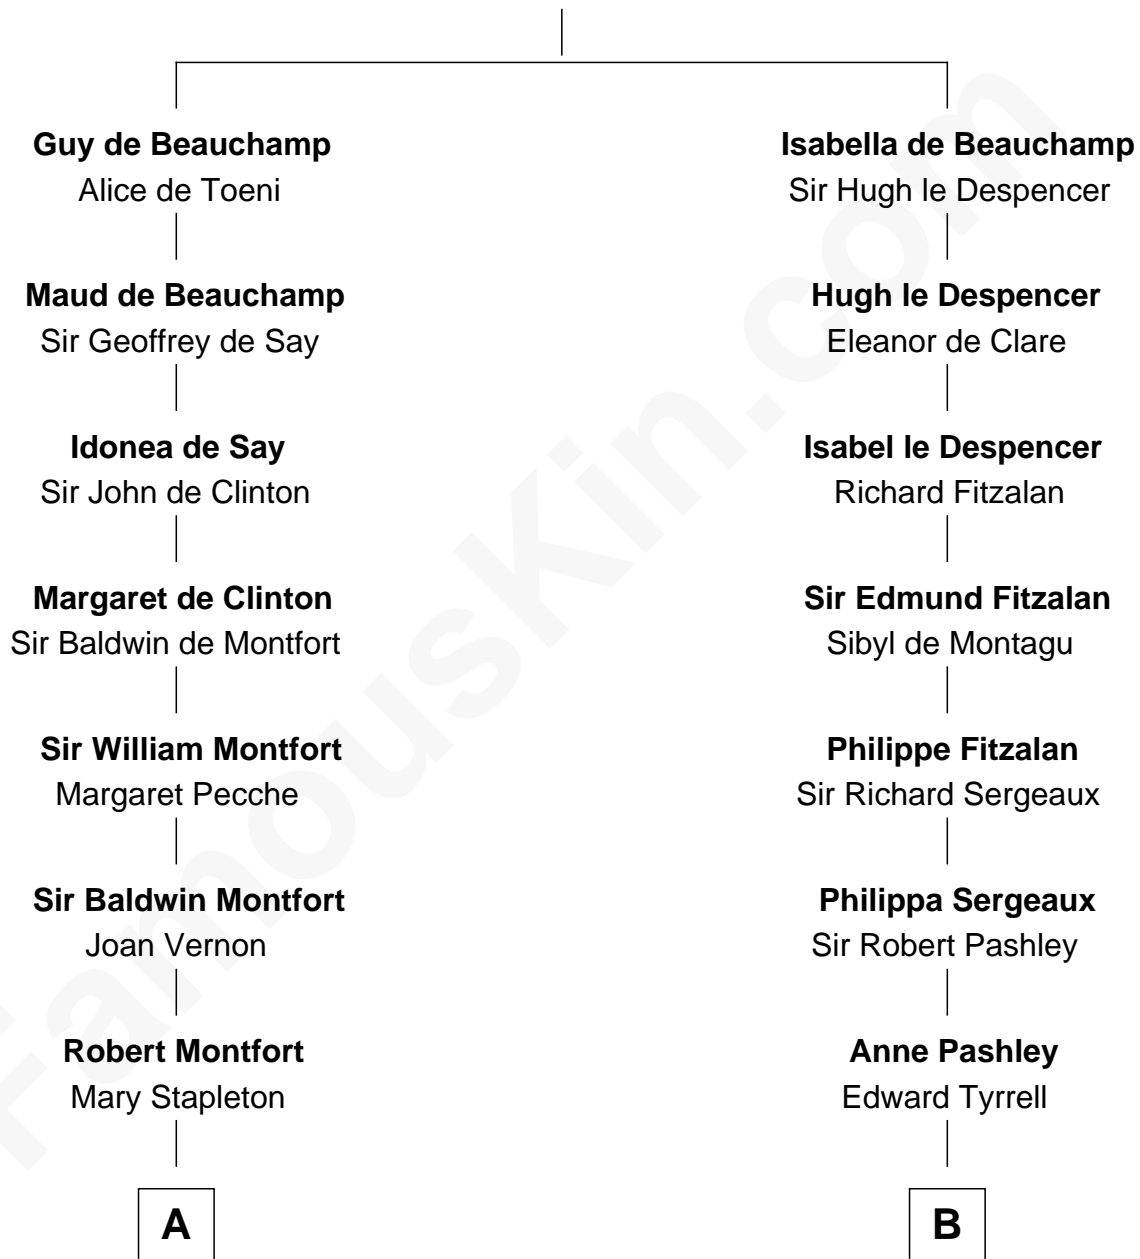 Guy de Beauchamp
Alice de Toeni
Maud de Beauchamp
Sir Geoffrey de Say
Idonea de Say
Sir John de Clinton
Margaret de Clinton
Sir Baldwin de Montfort
Sir William Montfort
Margaret Pecche
Sir Baldwin Montfort
Joan Vernon
Robert Montfort
Mary Stapleton
A
Isabella de Beauchamp
Sir Hugh le Despencer
Hugh le Despencer
Eleanor de Clare
Isabel le Despencer
Richard Fitzalan
Sir Edmund Fitzalan
Sibyl de Montagu
Philippe Fitzalan
Sir Richard Sergeaux
Philippa Sergeaux
Sir Robert Pashley
Anne Pashley
Edward Tyrrell
B
FamousKin.com